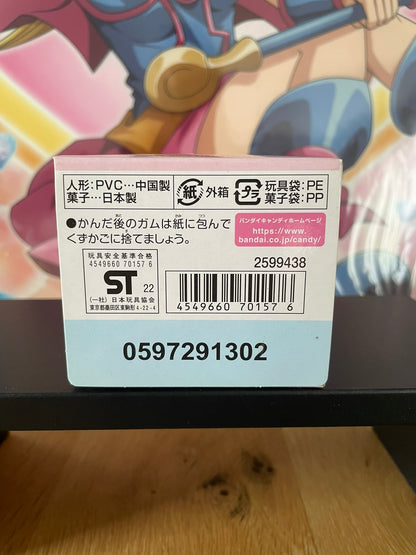 人形:PVC…中国製
菓子…日本製
紙 外箱
プラ 玩具袋:PE
菓子袋:PP
●かんだ後のガムは紙に包んで
くずかごに捨てましょう。
バンダイキャンディホームページ
https://www.
bandai.co.jp/candy/
玩具安全基準合格
4549660 70157 6
ST 22
(一社)日本玩具協会
東京都墨田区東駒形4-22-4
2599438
4 549660 701576
0597291302